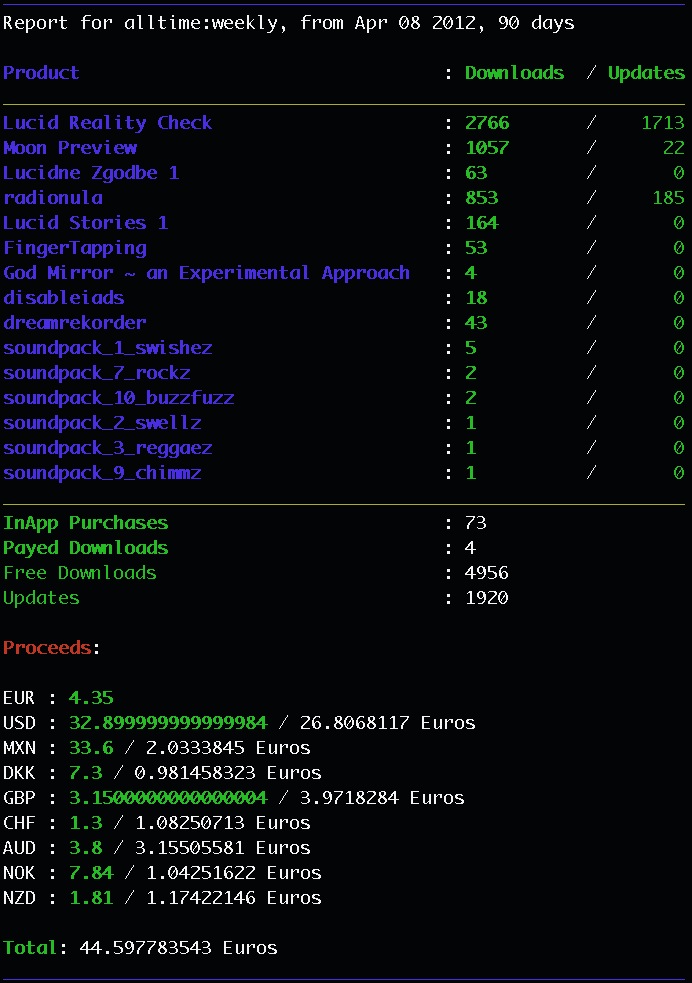 Report for alltime:weekly, from Apr 08 2012, 90 days
Product : Downloads / Updates
Lucid Reality Check : 2766 / 1713
Moon Preview : 1057 / 22
Lucidne Zgodbe 1 : 63 / 0
radionula : 853 / 185
Lucid Stories 1 : 164 / 0
FingerTapping : 53 / 0
God Mirror ~ an Experimental Approach : 4 / 0
disableiads : 18 / 0
dreamrekorder : 43 / 0
soundpack_1_swishez : 5 / 0
soundpack_7_rockz : 2 / 0
soundpack_10_buzzfuzz : 2 / 0
soundpack_2_swellz : 1 / 0
soundpack_3_reggaez : 1 / 0
soundpack_9_chimmz : 1 / 0
InApp Purchases : 73
Payed Downloads : 4
Free Downloads : 4956
Updates : 1920
Proceeds:
EUR : 4.35
USD : 32.899999999999984 / 26.8068117 Euros
MXN : 33.6 / 2.0333845 Euros
DKK : 7.3 / 0.981458323 Euros
GBP : 3.1500000000000004 / 3.9718284 Euros
CHF : 1.3 / 1.08250713 Euros
AUD : 3.8 / 3.15505581 Euros
NOK : 7.84 / 1.04251622 Euros
NZD : 1.81 / 1.17422146 Euros
Total: 44.597783543 Euros